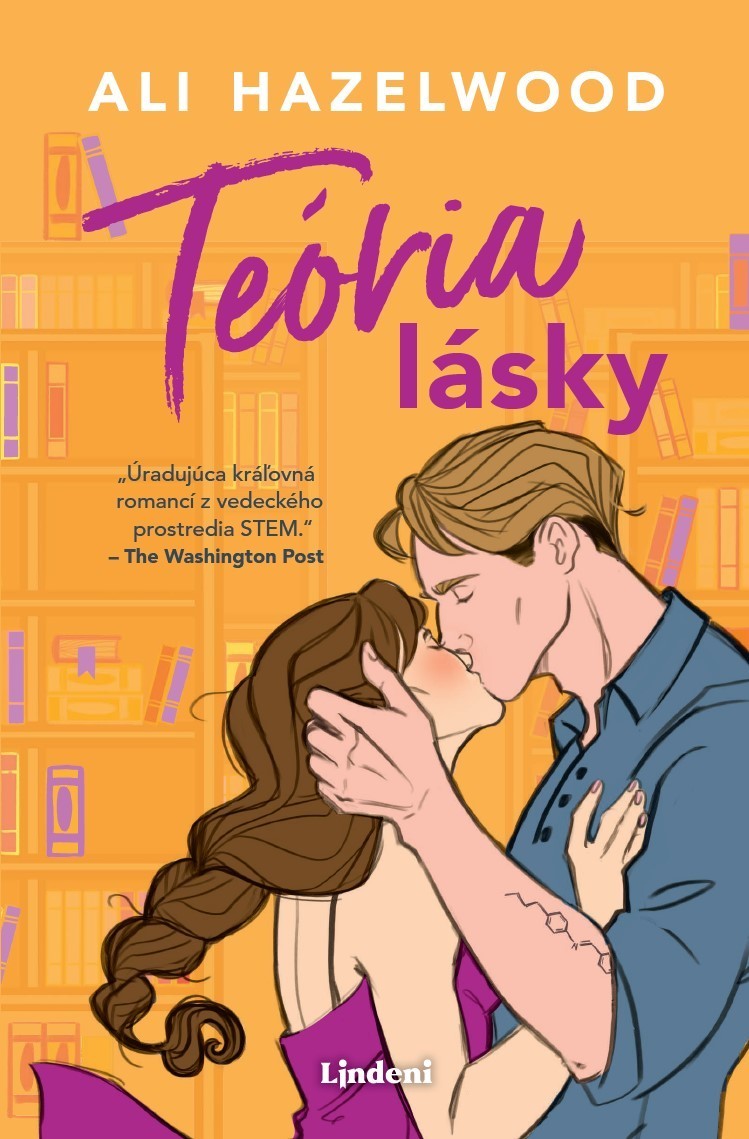 ALI HAZELWOOD
Teória
lásky
„Úradujúca kráľovná
romancí z vedeckého
prostredia STEM.“
– The Washington Post
Lindeni